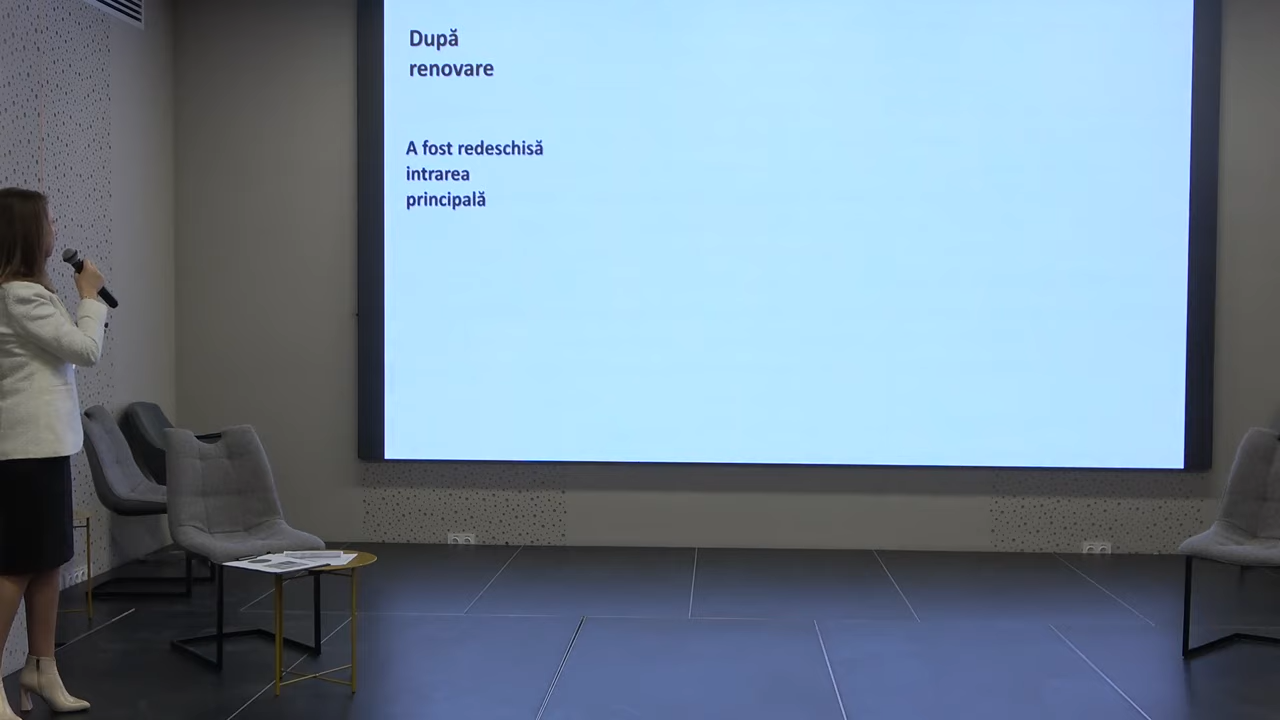 După
renovare
A fost redeschisă
intrarea
principală